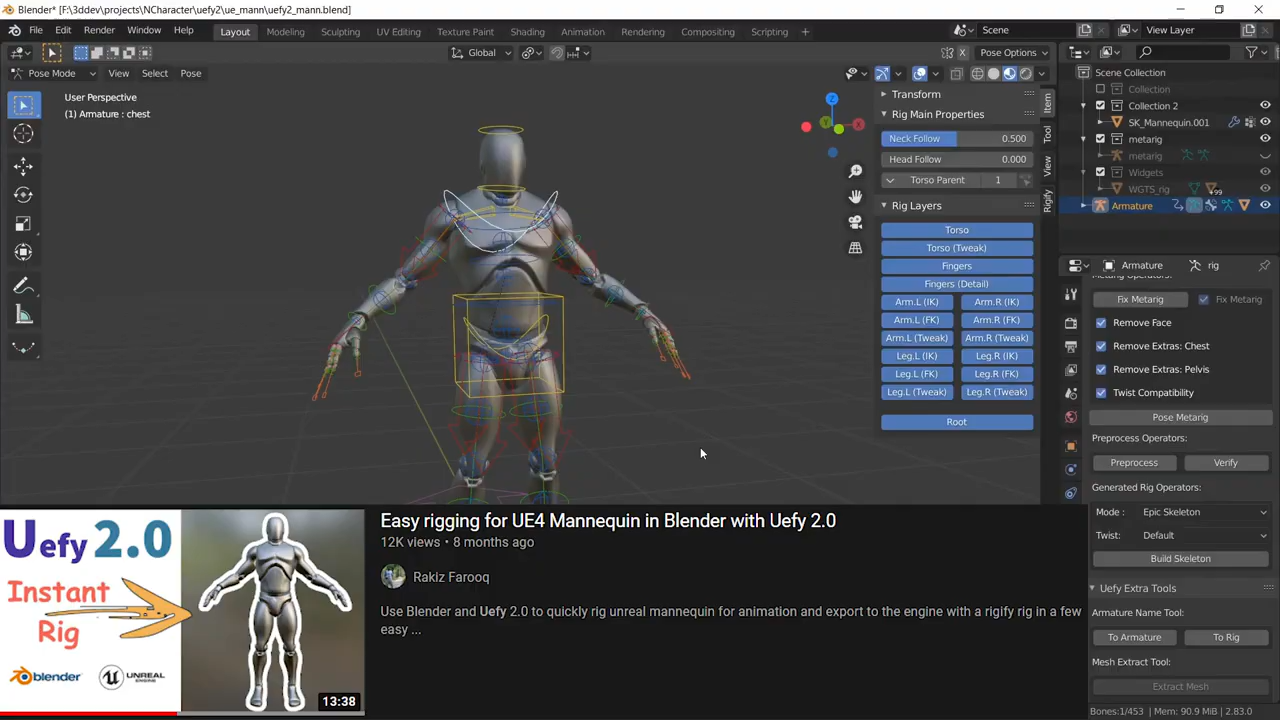 Blender* [F:\3ddev\projects\NCharacter\uefy2\ue_mann\uefy2_mann.blend]
File Edit Render Window Help Layout Modeling Sculpting UV Editing Texture Paint Shading Animation Rendering Compositing Scripting + Scene View Layer
Global Pose Options
Pose Mode View Select Pose
User Perspective
(1) Armature : chest
Z
X
Y
Transform
Rig Main Properties
Neck Follow 0.500
Head Follow 0.000
Torso Parent 1
Rig Layers
Torso
Torso (Tweak)
Fingers
Fingers (Detail)
Arm.L (IK) Arm.R (IK)
Arm.L (FK) Arm.R (FK)
Arm.L (Tweak) Arm.R (Tweak)
Leg.L (IK) Leg.R (IK)
Leg.L (FK) Leg.R (FK)
Leg.L (Tweak) Leg.R (Tweak)
Root
Item
Tool
View
Rigify
Scene Collection
Collection
Collection 2
SK_Mannequin.001
metarig
metarig
Widgets
WGTS_rig +99
Armature
Armature rig
Metarig Operators:
Fix Metarig Fix Metarig
Remove Face
Remove Extras: Chest
Remove Extras: Pelvis
Twist Compatibility
Pose Metarig
Preprocess Operators:
Preprocess Verify
Generated Rig Operators:
Mode : Epic Skeleton
Twist: Default
Build Skeleton
Uefy Extra Tools
Armature Name Tool:
To Armature To Rig
Mesh Extract Tool:
Extract Mesh
Bones:1/453 | Mem: 90.9 MiB | 2.83.0
Uefy 2.0
Instant
Rig
blender
UNREAL
ENGINE
13:38
Easy rigging for UE4 Mannequin in Blender with Uefy 2.0
12K views • 8 months ago
Rakiz Farooq
Use Blender and Uefy 2.0 to quickly rig unreal mannequin for animation and export to the engine with a rigify rig in a few
easy ...